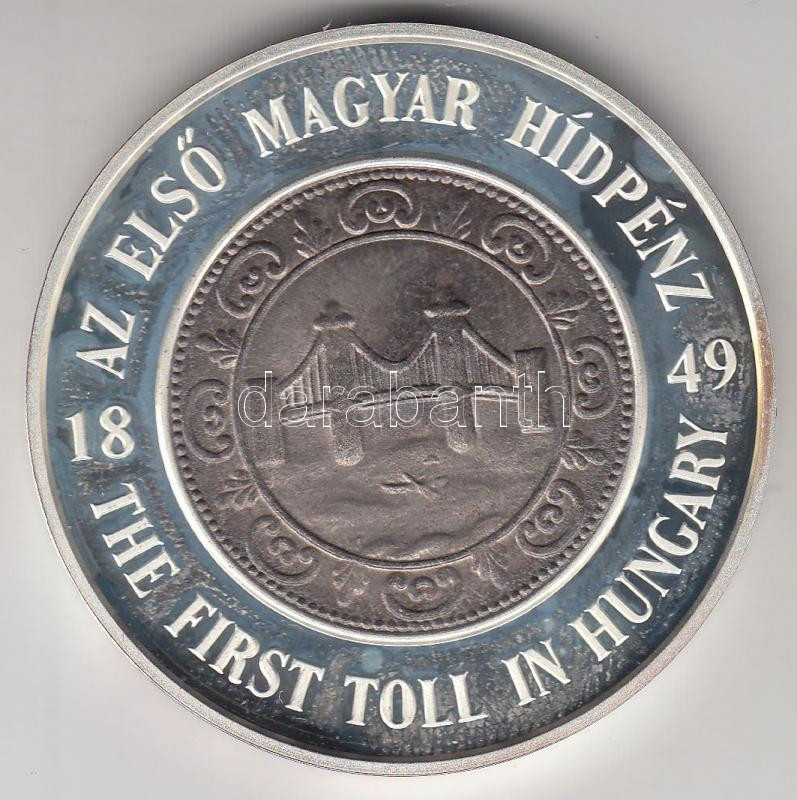 AZ ELSŐ MAGYAR HÍDPÉNZ
18 49
THE FIRST TOLL IN HUNGARY
darabanth